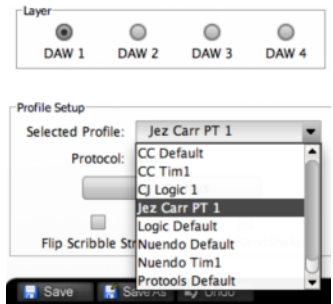 Layer
DAW 1 DAW 2 DAW 3 DAW 4
Profile Setup
Selected Profile: Jez Carr PT 1
Protocol:
CC Default
CC Tim1
CJ Logic 1
Jez Carr PT 1
Logic Default
Nuendo Default
Nuendo Tim1
Protools Default
Flip Scribble
Save Save As Undo